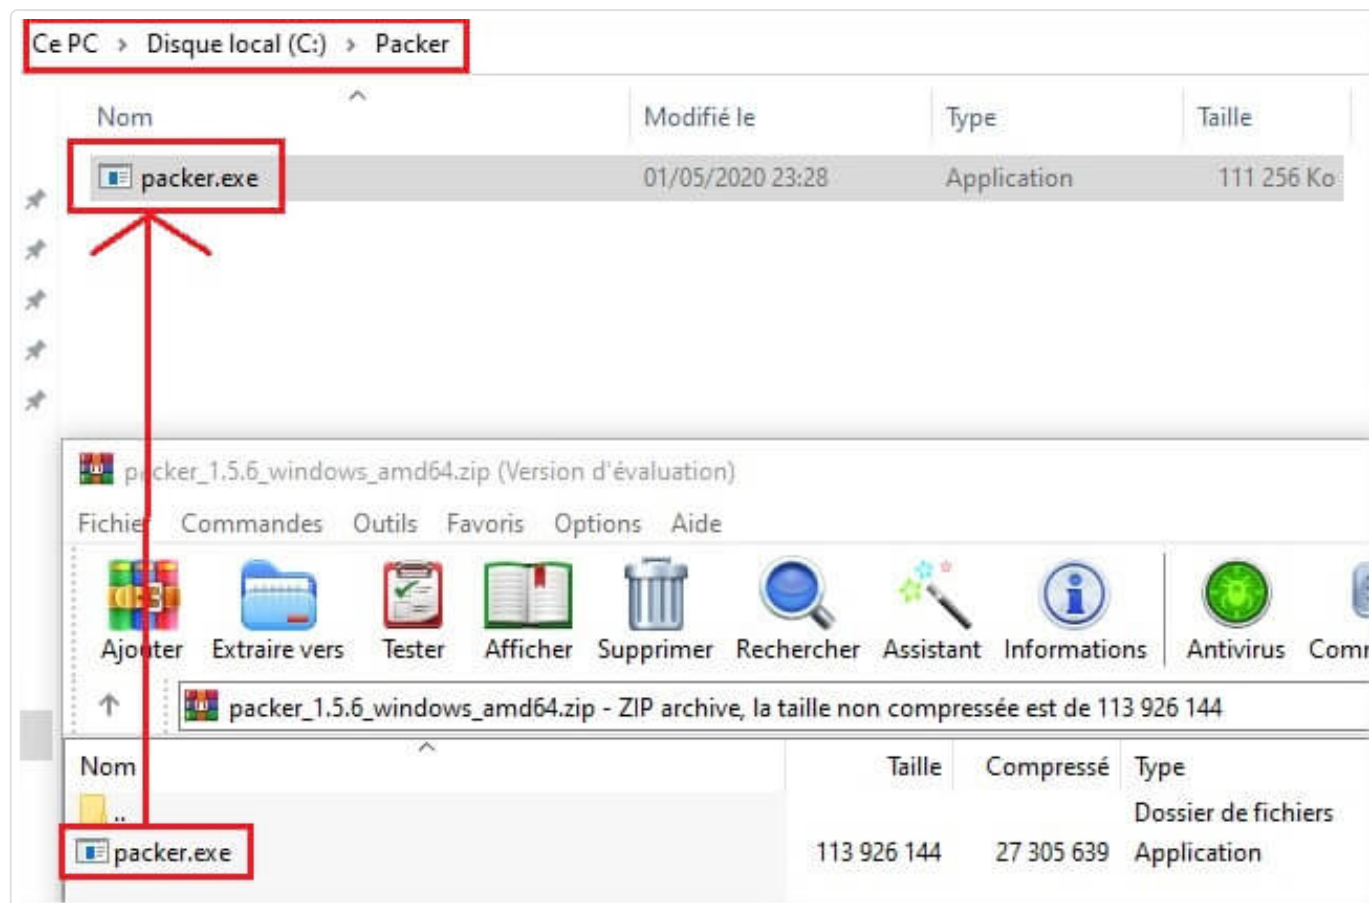 Ce PC > Disque local (C:) > Packer
Nom Modifié le Type Taille
packer.exe 01/05/2020 23:28 Application 111 256 Ko
packer_1.5.6_windows_amd64.zip (Version d'évaluation)
Fichier Commandes Outils Favoris Options Aide
Ajouter Extraire vers Tester Afficher Supprimer Rechercher Assistant Informations Antivirus Comm
packer_1.5.6_windows_amd64.zip - ZIP archive, la taille non compressée est de 113 926 144
Nom Taille Compressé Type
.. Dossier de fichiers
packer.exe 113 926 144 27 305 639 Application